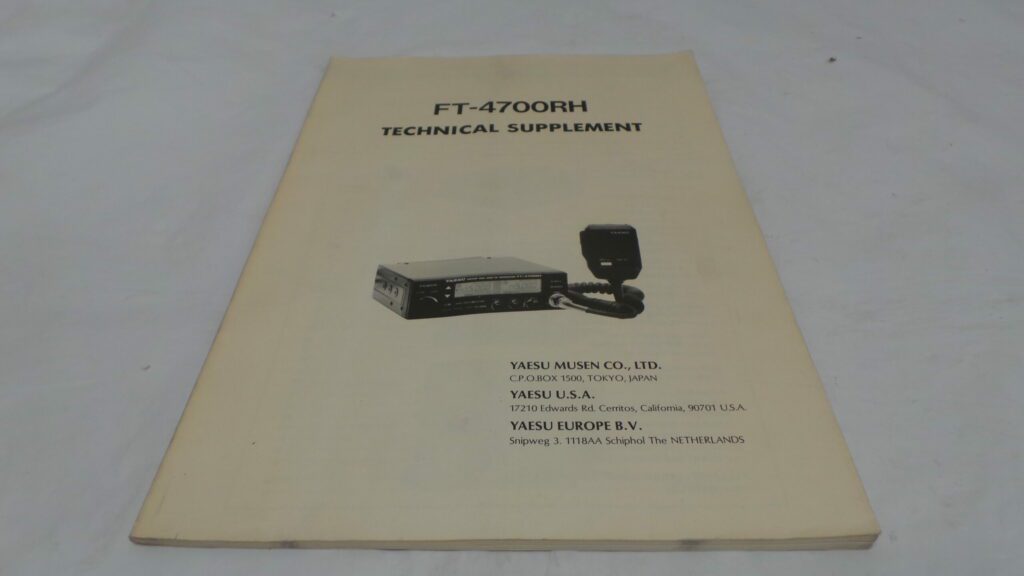 FT-4700RH
TECHNICAL SUPPLEMENT
YAESU
YAESU MUSEN CO., LTD.
C.P.O.BOX 1500, TOKYO, JAPAN
YAESU U.S.A.
17210 Edwards Rd. Cerritos, California, 90701 U.S.A.
YAESU EUROPE B.V.
Snipweg 3. 1118AA Schiphol The NETHERLANDS